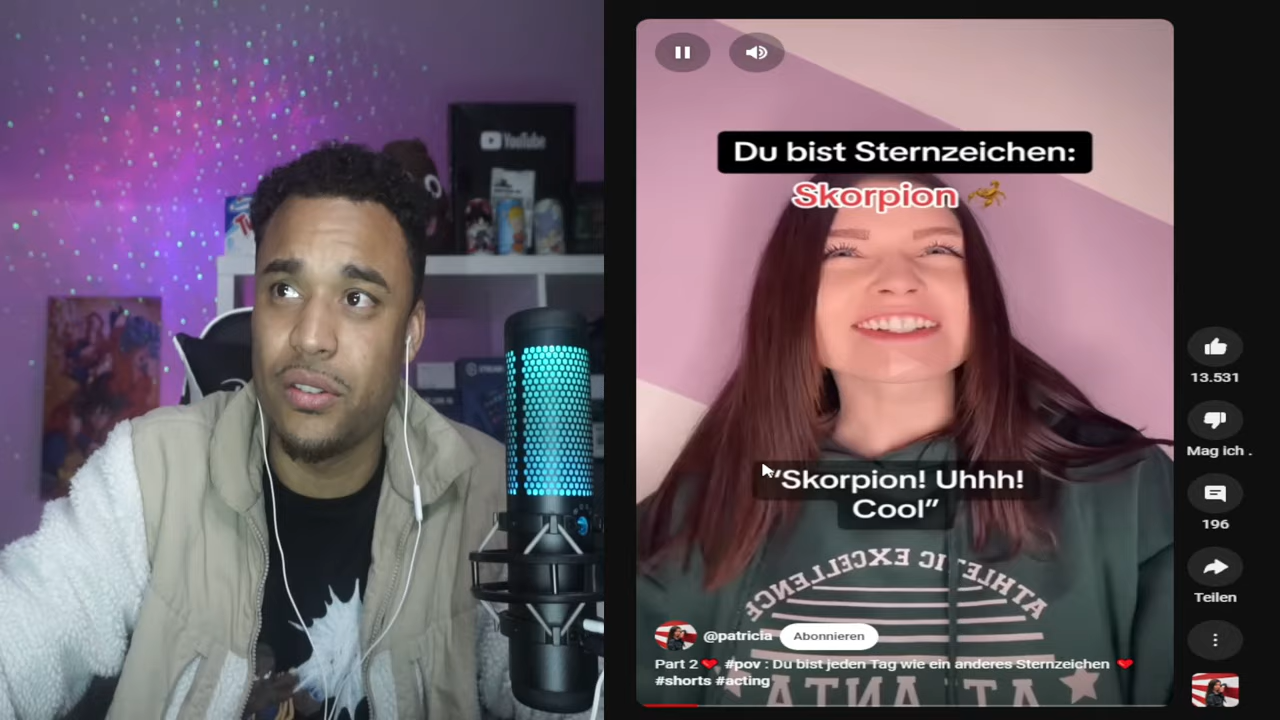 YouTube
Du bist Sternzeichen:
Skorpion
“Skorpion! Uhhh!
Cool”
ATHLETIC EXCELLENCE
@patricia
Abonnieren
Part 2 ❤️ #pov : Du bist jeden Tag wie ein anderes Sternzeichen ❤️
#shorts #acting
13.531
Mag ich .
196
Teilen